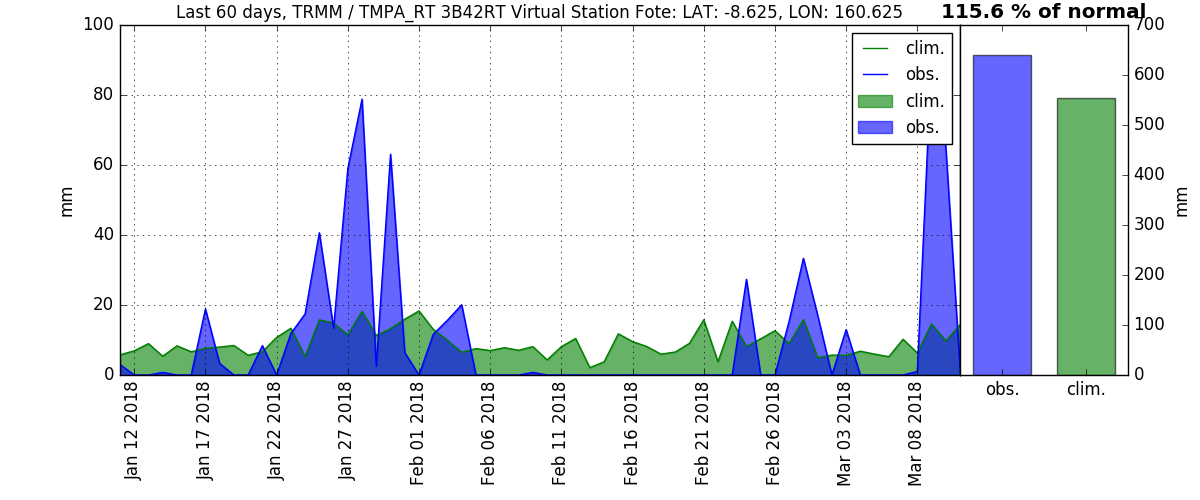 Last 60 days, TRMM / TMPA_RT 3B42RT Virtual Station Fote: LAT: -8.625, LON: 160.625
115.6 % of normal
100
80
60
40
20
0
mm
clim.
obs.
clim.
obs.
700
600
500
400
300
200
100
0
mm
obs.
clim.
Jan 12 2018
Jan 17 2018
Jan 22 2018
Jan 27 2018
Feb 01 2018
Feb 06 2018
Feb 11 2018
Feb 16 2018
Feb 21 2018
Feb 26 2018
Mar 03 2018
Mar 08 2018